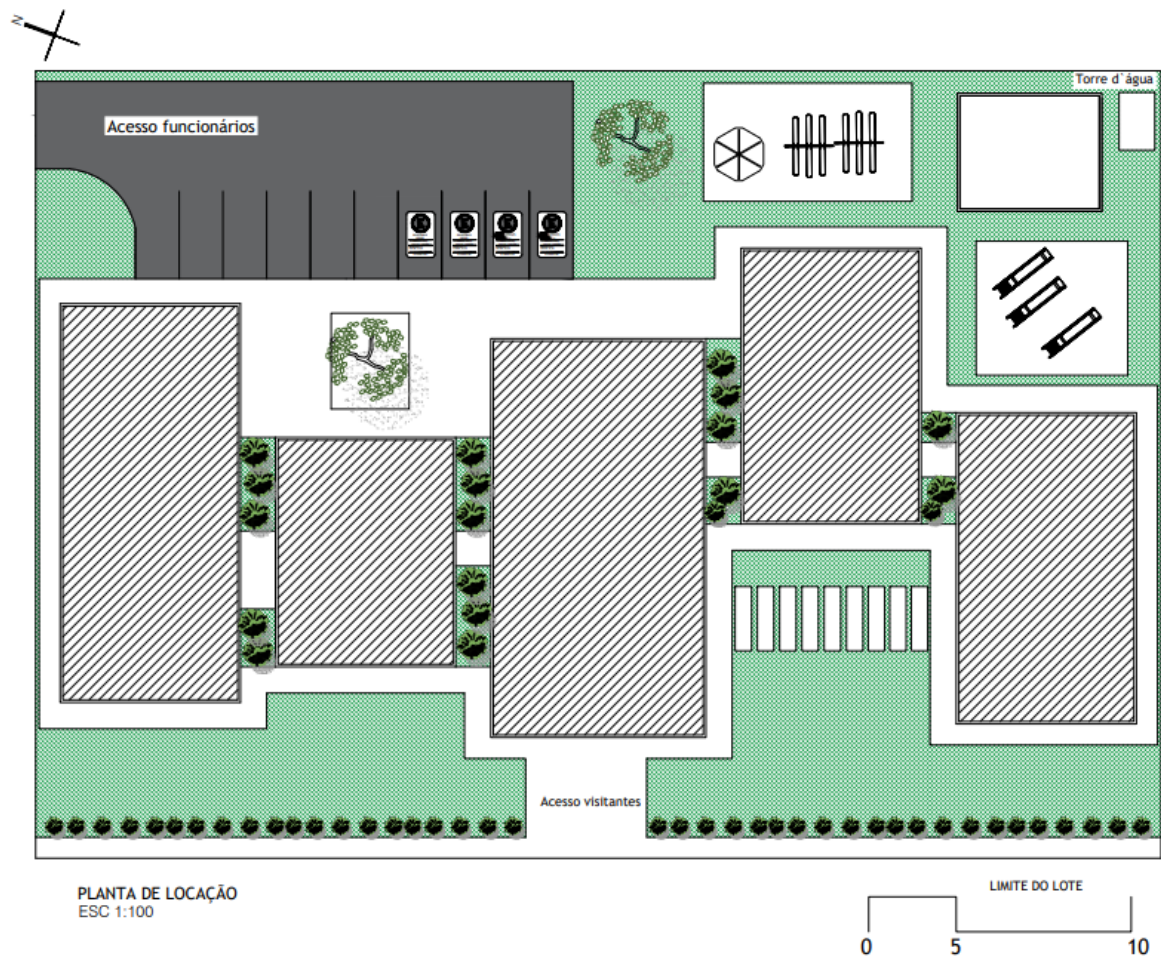 N
Torre d`água
Acesso funcionários
Acesso visitantes
PLANTA DE LOCAÇÃO
ESC 1:100
LIMITE DO LOTE
0 5 10